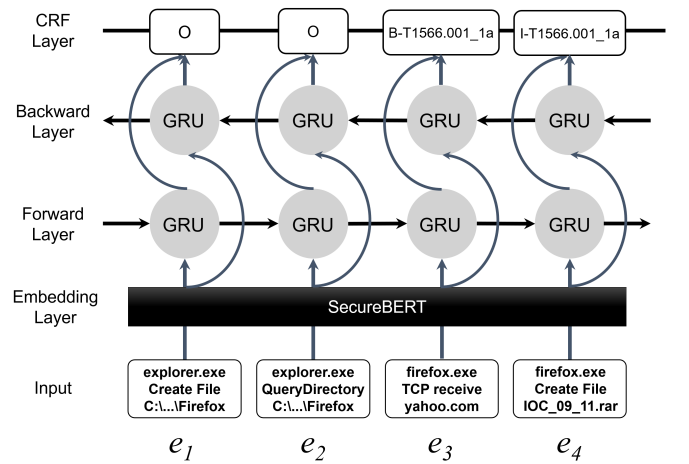 CRF
Layer
O
O
B-T1566.001_1a
I-T1566.001_1a
Backward
Layer
GRU
GRU
GRU
GRU
Forward
Layer
GRU
GRU
GRU
GRU
Embedding
Layer
SecureBERT
Input
explorer.exe
Create File
C:\...\Firefox
explorer.exe
QueryDirectory
C:\...\Firefox
firefox.exe
TCP receive
yahoo.com
firefox.exe
Create File
IOC_09_11.rar
e1
e2
e3
e4